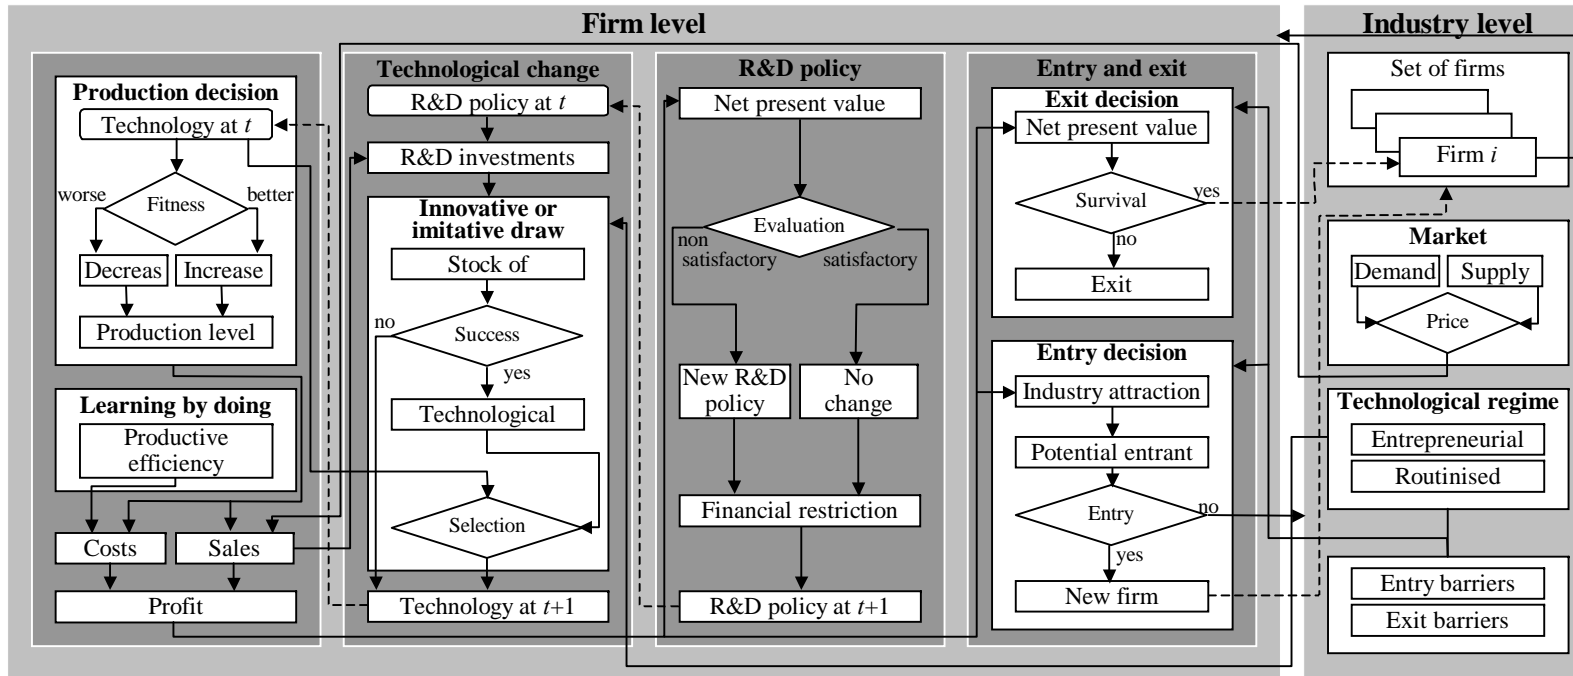 Firm level
Industry level
Production decision
Technology at t
worse
better
Fitness
Decreas
Increase
Production level
Learning by doing
Productive
efficiency
Costs
Sales
Profit
Technological change
R&D policy at t
R&D investments
Innovative or
imitative draw
Stock of
no
Success
yes
Technological
Selection
Technology at t+1
R&D policy
Net present value
Evaluation
non
satisfactory
satisfactory
New R&D
policy
No
change
Financial restriction
R&D policy at t+1
Entry and exit
Exit decision
Net present value
Survival
yes
no
Exit
Entry decision
Industry attraction
Potential entrant
Entry
no
yes
New firm
Set of firms
Firm i
Market
Demand
Supply
Price
Technological regime
Entrepreneurial
Routinised
Entry barriers
Exit barriers